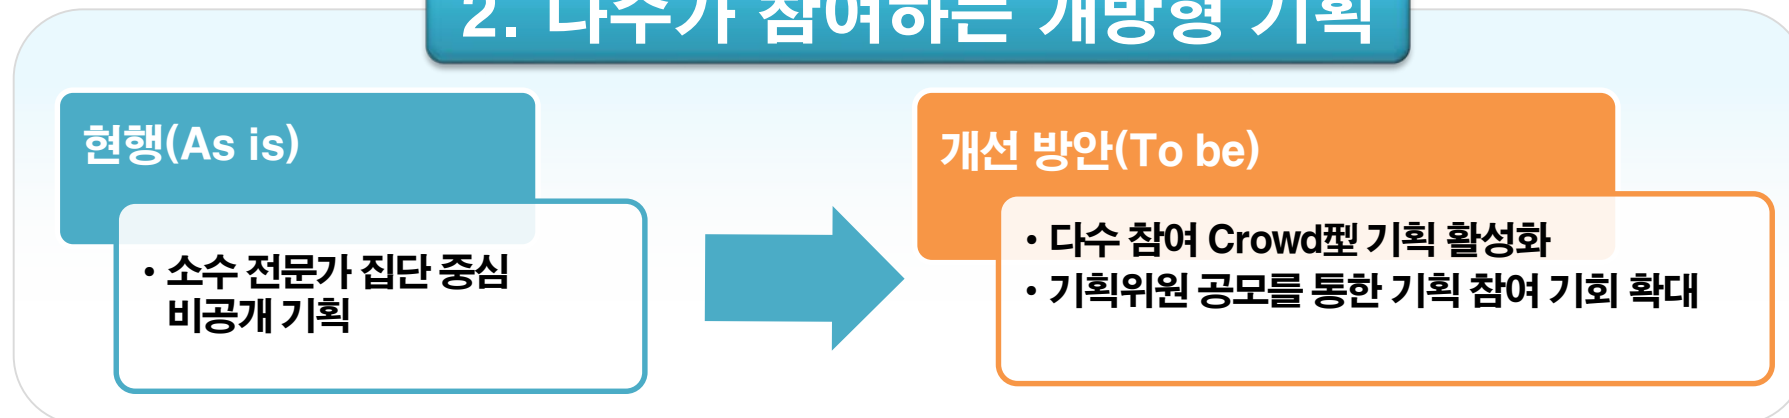 2. 다수가 참여하는 개방형 기획
현행(As is)
• 소수 전문가 집단 중심
비공개 기획
개선 방안(To be)
• 다수 참여 Crowd型 기획 활성화
• 기획위원 공모를 통한 기획 참여 기회 확대